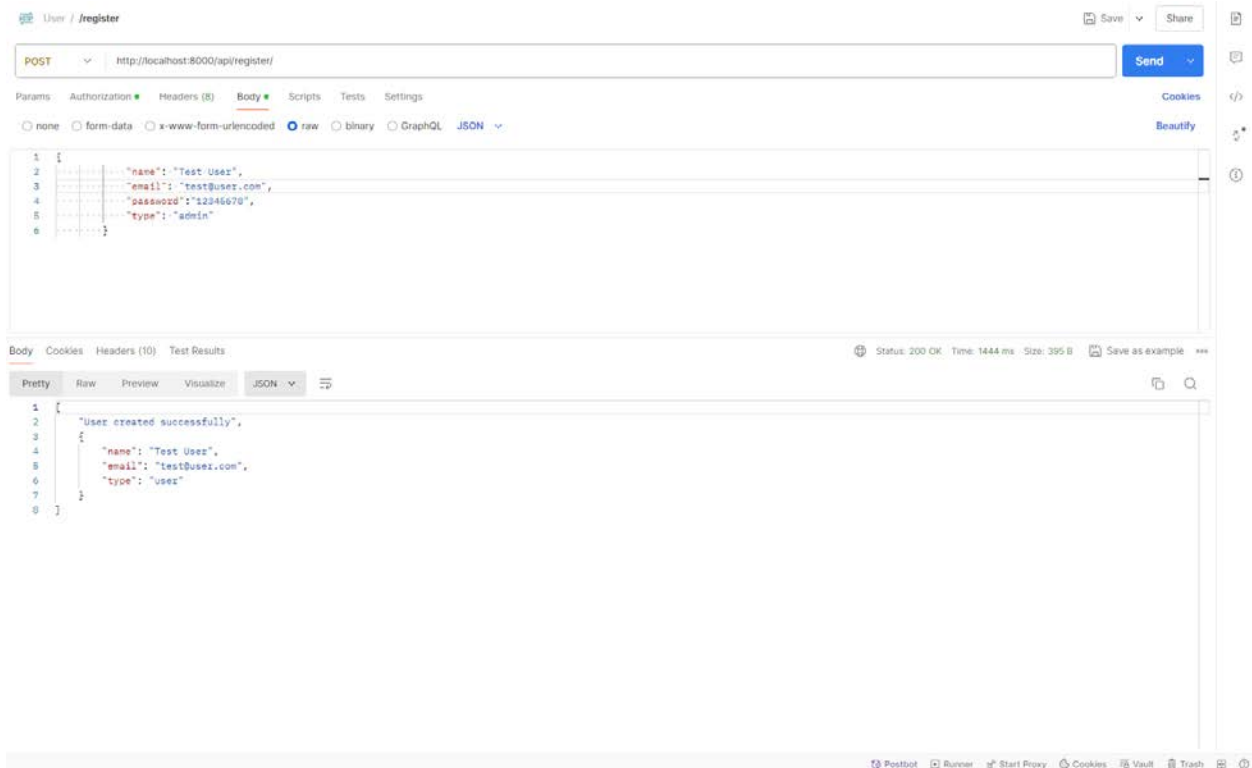 User / /register
Save
Share
POST
http://localhost:8000/api/register/
Send
Params Authorization Headers (8) Body Scripts Tests Settings Cookies
none form-data x-www-form-urlencoded raw binary GraphQL JSON Beautify
1 {
2 "name": "Test User",
3 "email": "test@user.com",
4 "password":"12345678",
5 "type": "admin"
6 }
Body Cookies Headers (10) Test Results Status: 200 OK Time: 1444 ms Size: 395 B Save as example
Pretty Raw Preview Visualize JSON
1 [
2 "User created successfully",
3 {
4 "name": "Test User",
5 "email": "test@user.com",
6 "type": "user"
7 }
8 ]
Postbot Runner Start Proxy Cookies Vault Trash